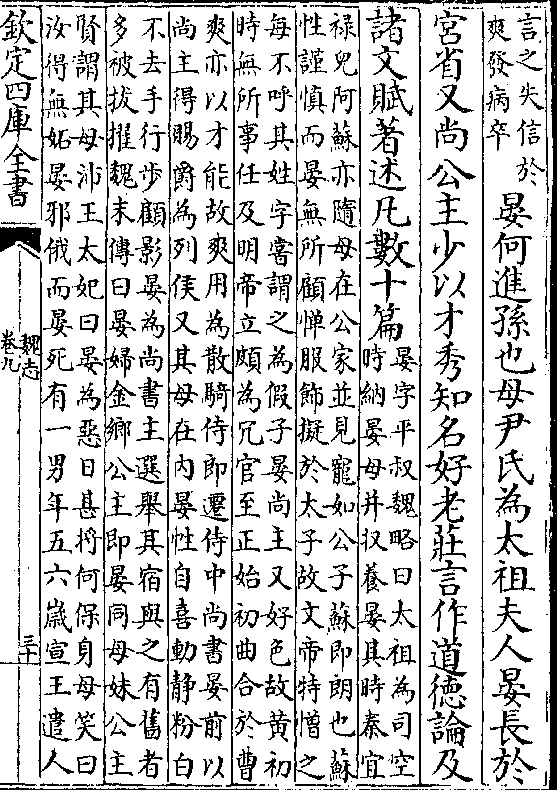 言之失信於
爽發病卒
晏何進孫也母尹氏為太祖夫人晏長於
宮省又尚公主少以才秀知名好老莊言作道德論及
諸文賦著述凡數十篇
晏字平叔魏略曰太祖為司空
時納晏母并収養晏其時秦宜
祿兒阿蘇亦隨母在公家並見寵如公子蘇即朗也蘇
性謹慎而晏無所顧憚服飾擬於太子故文帝特憎之
每不呼其姓字嘗謂之為假子晏尚主又好色故黄初
時無所事任及明帝立頗為冗官至正始初曲合於曹
爽亦以才能故爽用為散騎侍郎遷侍中尚書晏前以
尚主得賜爵為列侯又其母在内晏性自喜動靜粉白
不去手行步顧影晏為尚書主選舉其宿與之有舊者
多被拔擢魏末傳曰晏婦金鄉公主即晏同母妹公主
賢謂其母沛王太妃曰晏為惡日甚將何保身母笑曰
汝得無妬晏邪俄而晏死有一男年五六歲宣王遣人
欽定四庫全書
魏志
卷九
三十